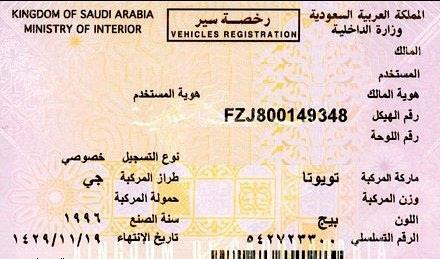 KINGDOM OF SAUDI ARABIA
MINISTRY OF INTERIOR
رخصة سير
VEHICLES REGISTRATION
المملكة العربية السعودية
وزارة الداخلية
المالك
المستخدم
هوية المالك هوية المستخدم
رقم الهيكل FZJ800149348
رقم اللوحة
نوع التسجيل خصوصي
ماركة المركبة تويوتا طراز المركبة جي
وزن المركبة حمولة المركبة
اللون بيج سنة الصنع ١٩٩٦
الرقم التسلسلي ٥٤٢٧٢٣٣٠٠ تاريخ الإنتهاء ١٤٢٩/١١/١٩